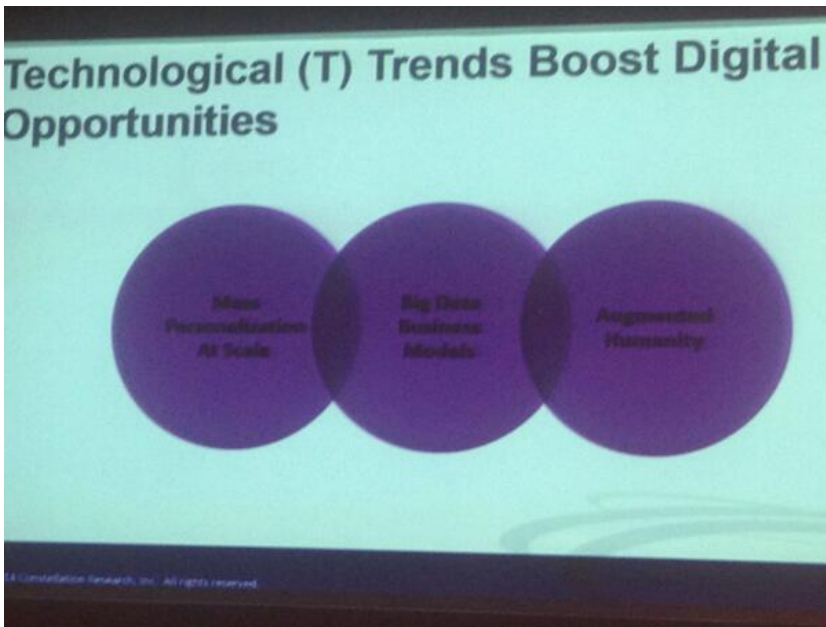 Technological (T) Trends Boost Digital
Opportunities
Mass
Personalization
At Scale
Big Data
Business
Models
Augmented
Humanity
14 Constellation Research, Inc. All rights reserved.